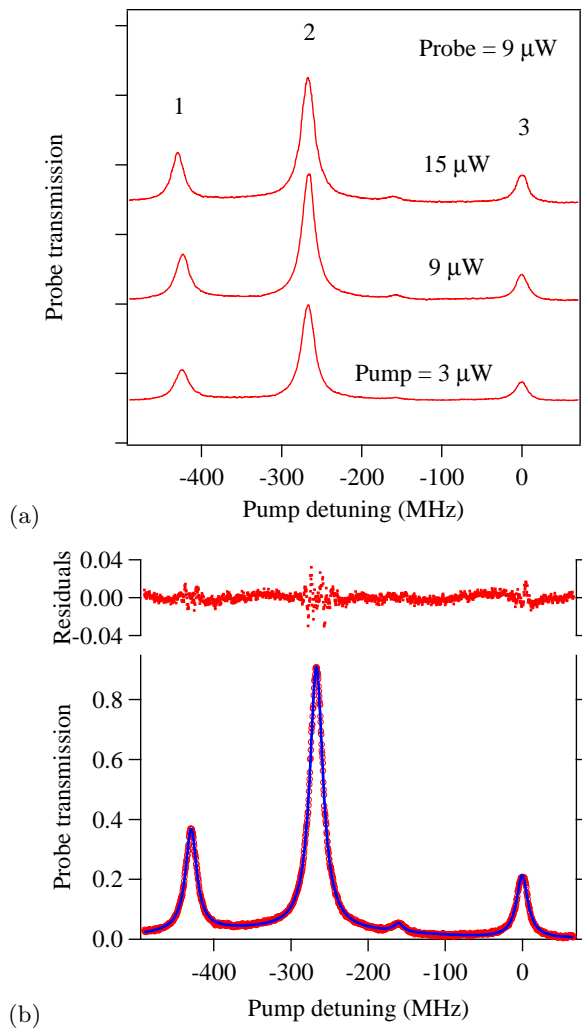 2
Probe = 9 μW
1
3
15 μW
9 μW
Pump = 3 μW
Probe transmission
-400 -300 -200 -100 0
Pump detuning (MHz)
(a)
0.04
0.00
-0.04
Residuals
0.8
0.6
0.4
0.2
0.0
Probe transmission
-400 -300 -200 -100 0
Pump detuning (MHz)
(b)